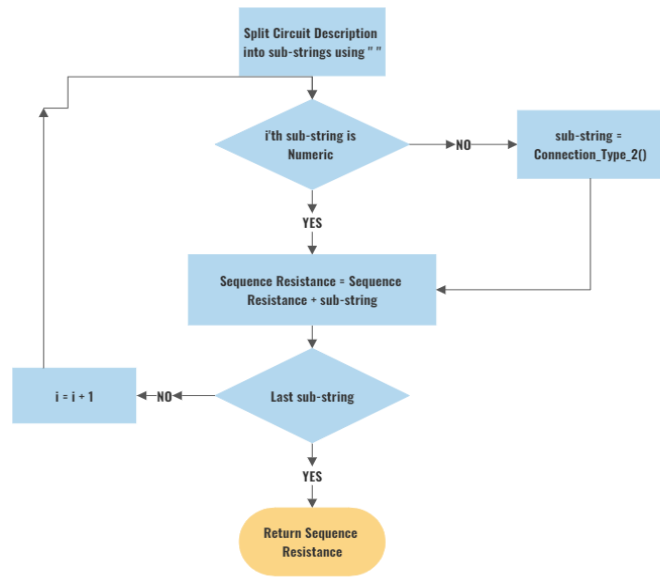 Split Circuit Description
into sub-strings using " "
i'th sub-string is
Numeric
NO
sub-string =
Connection_Type_2()
YES
Sequence Resistance = Sequence
Resistance + sub-string
Last sub-string
NO
i = i + 1
YES
Return Sequence
Resistance